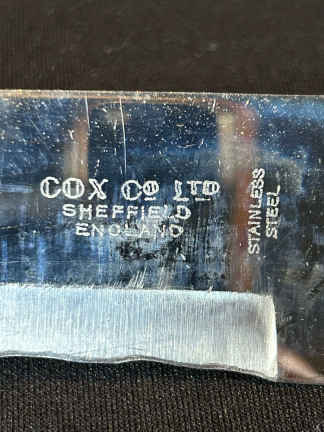 COX Co LTD
SHEFFIELD
ENGLAND
STAINLESS
STEEL